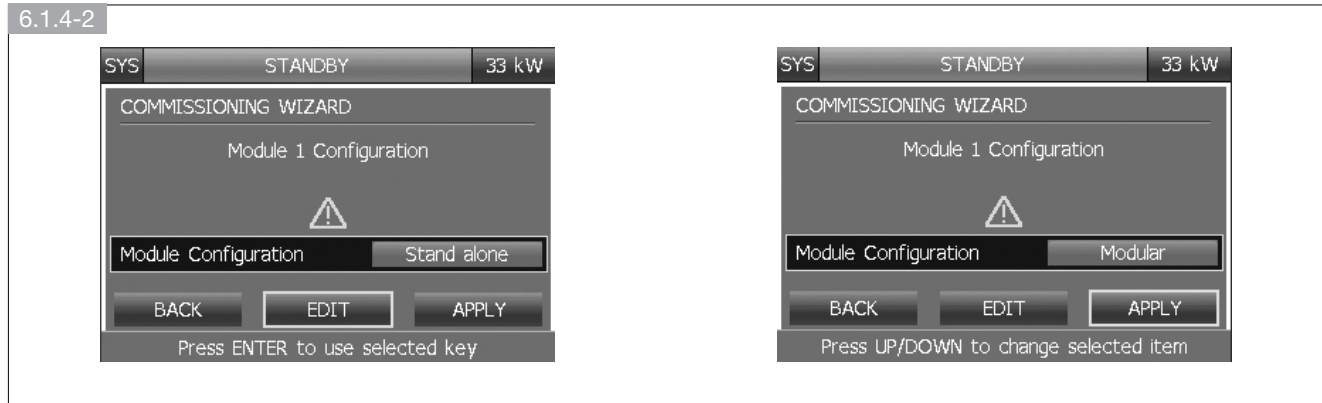 6.1.4-2
SYS STANDBY 33 kW
COMMISSIONING WIZARD
Module 1 Configuration
Module Configuration Stand alone
BACK EDIT APPLY
Press ENTER to use selected key
SYS STANDBY 33 kW
COMMISSIONING WIZARD
Module 1 Configuration
Module Configuration Modular
BACK EDIT APPLY
Press UP/DOWN to change selected item